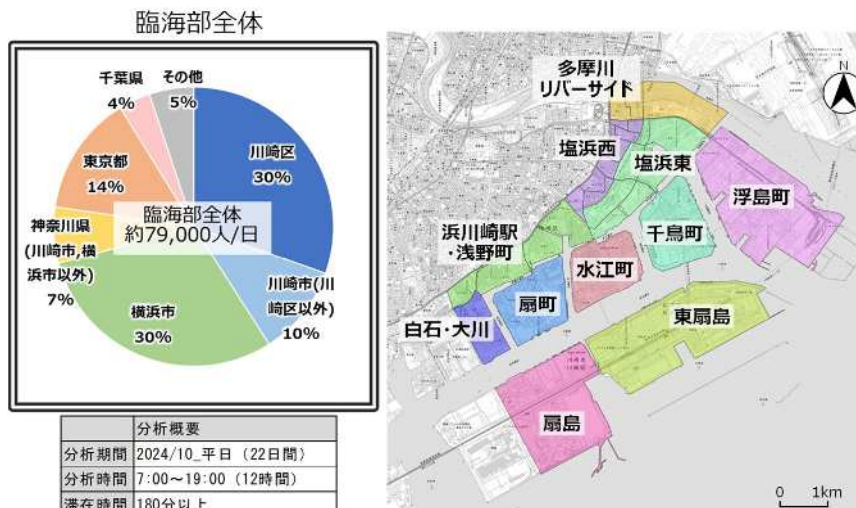 臨海部全体
千葉県
4%
その他
5%
川崎区
30%
東京都
14%
臨海部全体
約79,000人/日
神奈川県
(川崎市,横
浜市以外)
7%
横浜市
30%
川崎市(川
崎区以外)
10%
分析概要
分析期間 2024/10_平日（22日間）
分析時間 7:00～19:00（12時間）
滞在時間 180分以上
多摩川
リバーサイド
N
塩浜西
塩浜東
浮島町
浜川崎駅
・浅野町
千鳥町
水江町
扇町
白石・大川
東扇島
扇島
0 1km